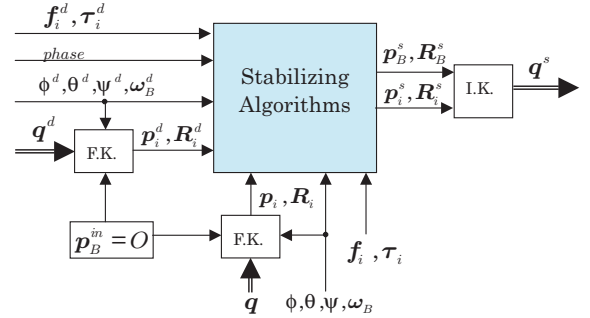 f_i^d, τ_i^d
phase
ϕ^d, θ^d, ψ^d, ω_B^d
q^d
F.K.
p_i^d, R_i^d
Stabilizing
Algorithms
p_B^s, R_B^s
p_i^s, R_i^s
I.K.
q^s
p_B^in = O
p_i, R_i
F.K.
q
f_i, τ_i
ϕ, θ, ψ, ω_B